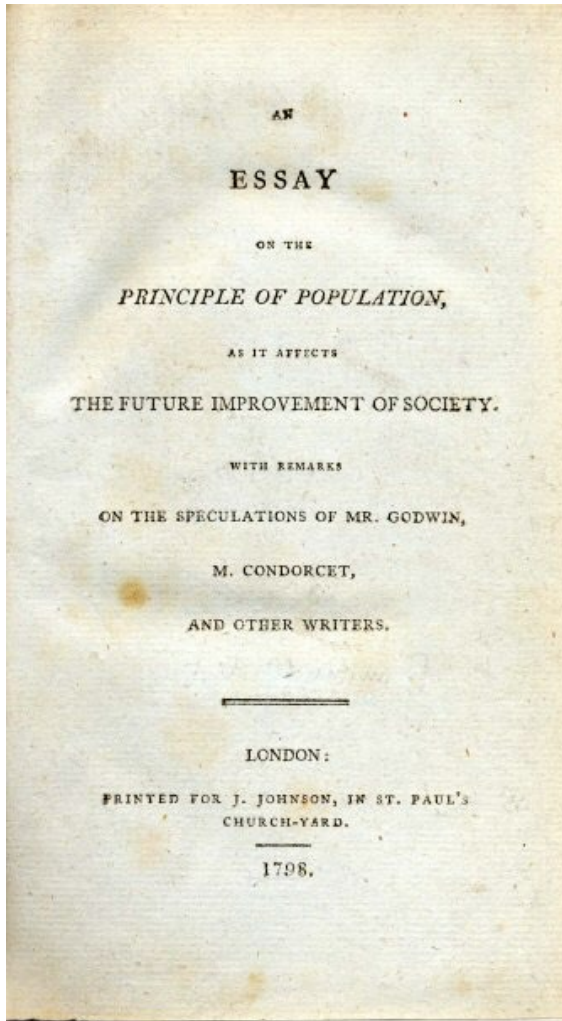 AN
ESSAY
ON THE
PRINCIPLE OF POPULATION,
AS IT AFFECTS
THE FUTURE IMPROVEMENT OF SOCIETY.
WITH REMARKS
ON THE SPECULATIONS OF MR. GODWIN,
M. CONDORCET,
AND OTHER WRITERS.
LONDON:
PRINTED FOR J. JOHNSON, IN ST. PAUL'S
CHURCH-YARD.
1798.